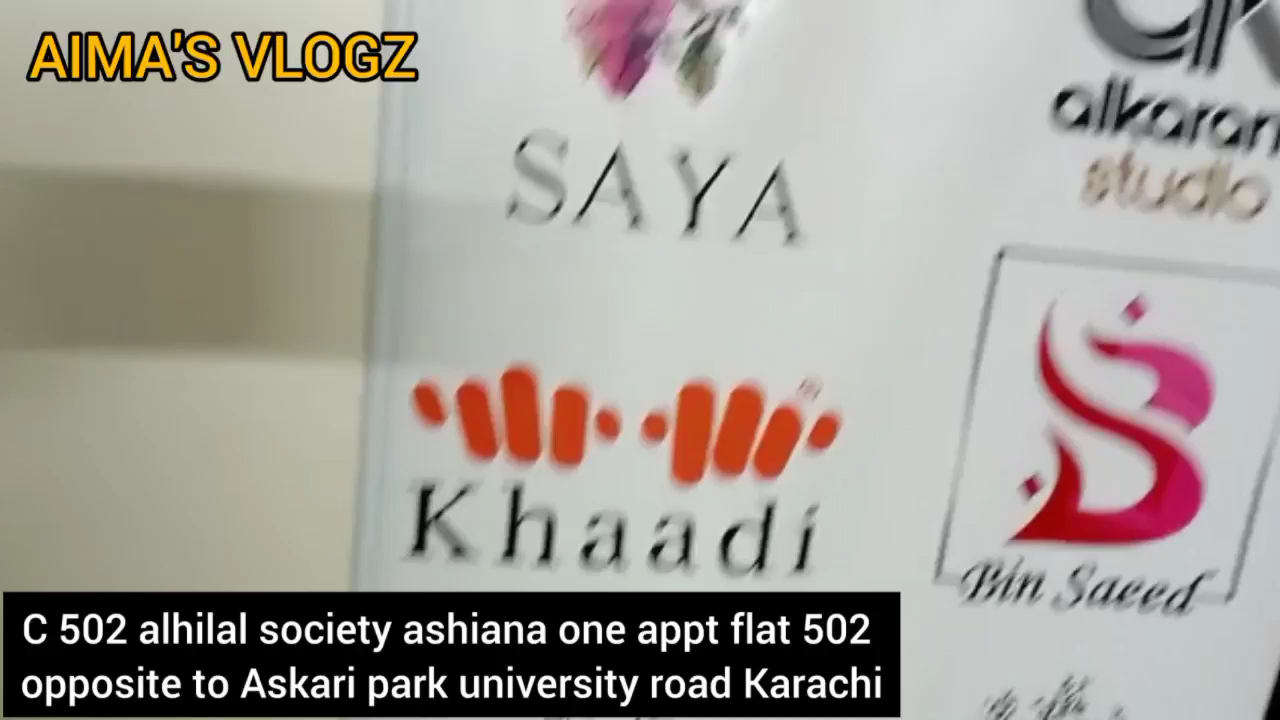 AIMA'S VLOGZ
SAYA
alkaram
studio
Khaadi
Bin Saeed
C 502 alhilal society ashiana one appt flat 502
opposite to Askari park university road Karachi